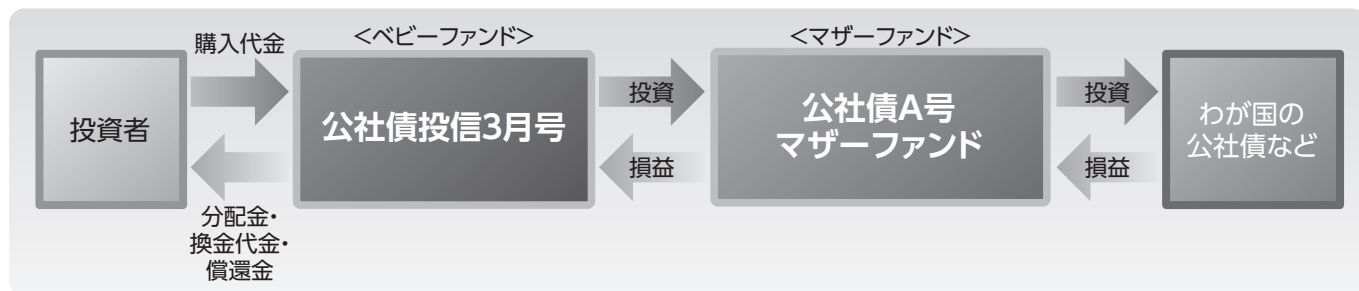 購入代金
<ベビーファンド>
<マザーファンド>
投資者
公社債投信3月号
投資
公社債A号
マザーファンド
投資
わが国の
公社債など
損益
損益
分配金・
換金代金・
償還金